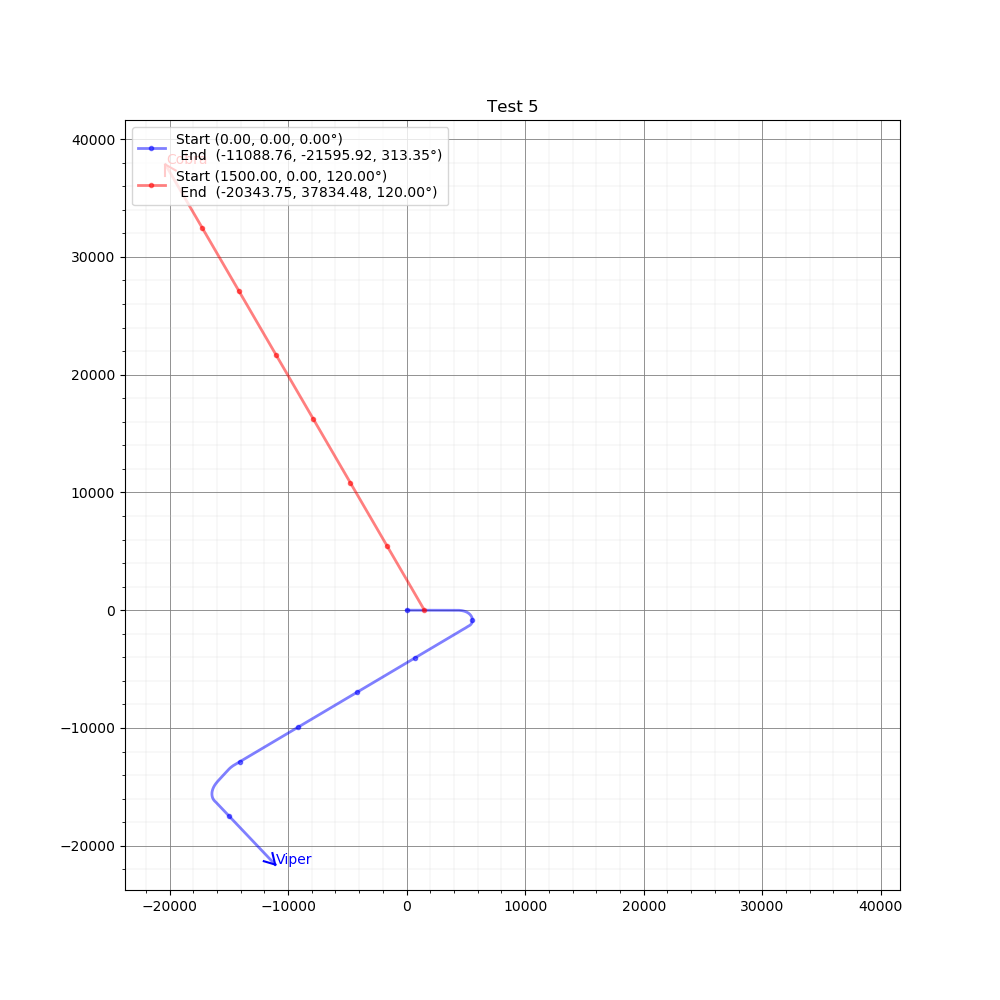 Test 5
40000
30000
20000
10000
0
−10000
−20000
Start (0.00, 0.00, 0.00°)
End (-11088.76, -21595.92, 313.35°)
Start (1500.00, 0.00, 120.00°)
End (-20343.75, 37834.48, 120.00°)
Viper
−20000 −10000 0 10000 20000 30000 40000